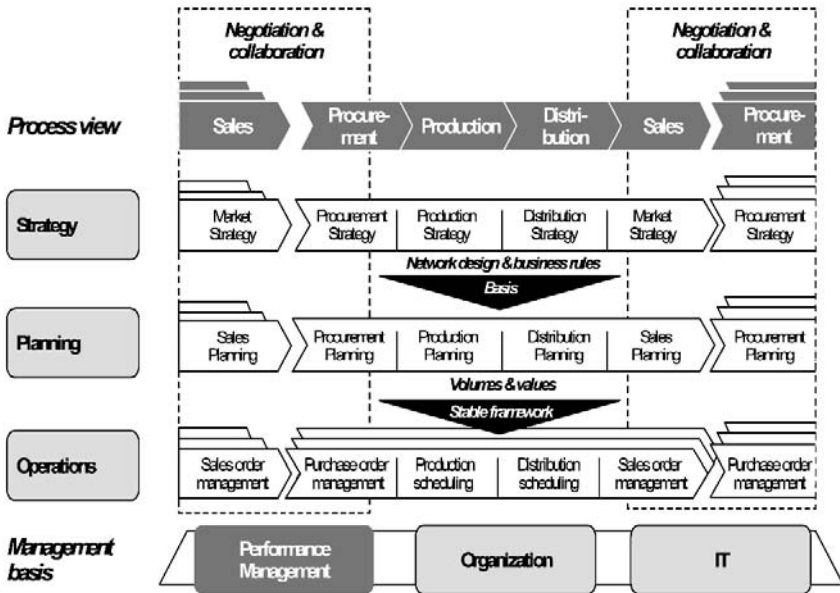 Negotiation &
collaboration
Negotiation &
collaboration
Process view
Sales
Procure-
ment
Production
Distri-
bution
Sales
Procure-
ment
Strategy
Market
Strategy
Procurement
Strategy
Production
Strategy
Distribution
Strategy
Market
Strategy
Procurement
Strategy
Network design & business rules
Basis
Planning
Sales
Planning
Procurement
Planning
Production
Planning
Distribution
Planning
Sales
Planning
Procurement
Planning
Volumes & values
Stable framework
Operations
Sales order
management
Purchase order
management
Production
scheduling
Distribution
scheduling
Sales order
management
Purchase order
management
Management
basis
Performance
Management
Organization
IT